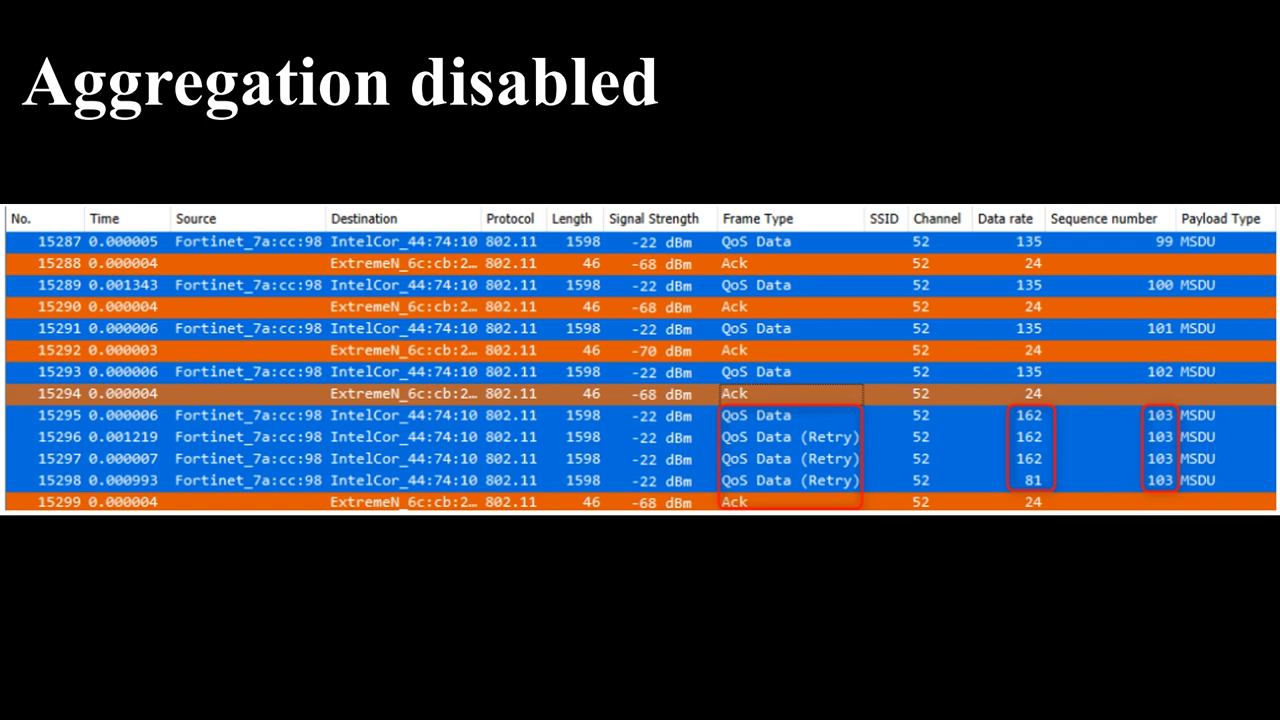 Aggregation disabled
No. Time Source Destination Protocol Length Signal Strength Frame Type SSID Channel Data rate Sequence number Payload Type
15287 0.000005 Fortinet_7a:cc:98 IntelCor_44:74:10 802.11 1598 -22 dBm QoS Data 52 135 99 MSDU
15288 0.000004 ExtremeN_6c:cb:2… 802.11 46 -68 dBm Ack 52 24
15289 0.001343 Fortinet_7a:cc:98 IntelCor_44:74:10 802.11 1598 -22 dBm QoS Data 52 135 100 MSDU
15290 0.000004 ExtremeN_6c:cb:2… 802.11 46 -68 dBm Ack 52 24
15291 0.000006 Fortinet_7a:cc:98 IntelCor_44:74:10 802.11 1598 -22 dBm QoS Data 52 135 101 MSDU
15292 0.000003 ExtremeN_6c:cb:2… 802.11 46 -70 dBm Ack 52 24
15293 0.000006 Fortinet_7a:cc:98 IntelCor_44:74:10 802.11 1598 -22 dBm QoS Data 52 135 102 MSDU
15294 0.000004 ExtremeN_6c:cb:2… 802.11 46 -68 dBm Ack 52 24
15295 0.000006 Fortinet_7a:cc:98 IntelCor_44:74:10 802.11 1598 -22 dBm QoS Data 52 162 103 MSDU
15296 0.001219 Fortinet_7a:cc:98 IntelCor_44:74:10 802.11 1598 -22 dBm QoS Data (Retry) 52 162 103 MSDU
15297 0.000007 Fortinet_7a:cc:98 IntelCor_44:74:10 802.11 1598 -22 dBm QoS Data (Retry) 52 162 103 MSDU
15298 0.000993 Fortinet_7a:cc:98 IntelCor_44:74:10 802.11 1598 -22 dBm QoS Data (Retry) 52 81 103 MSDU
15299 0.000004 ExtremeN_6c:cb:2… 802.11 46 -68 dBm Ack 52 24